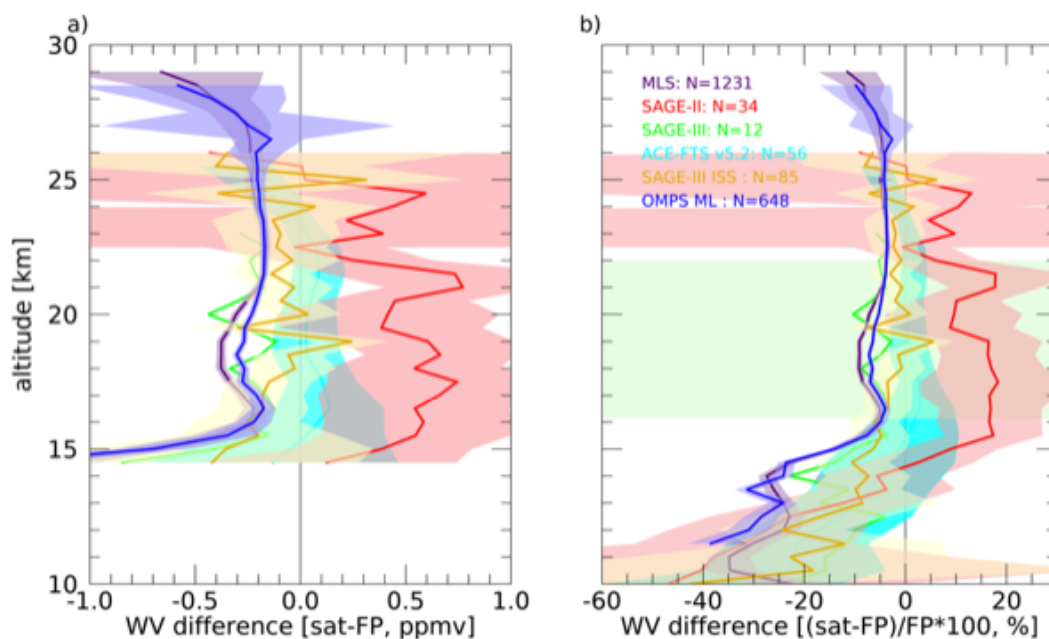 a)
b)
30
25
20
15
10
altitude [km]
-1.0 -0.5 0.0 0.5 1.0
WV difference [sat-FP, ppmv]
MLS: N=1231
SAGE-II: N=34
SAGE-III: N=12
ACE-FTS v5.2: N=56
SAGE-III ISS : N=85
OMPS ML : N=648
-60 -40 -20 0 20
WV difference [(sat-FP)/FP*100, %]